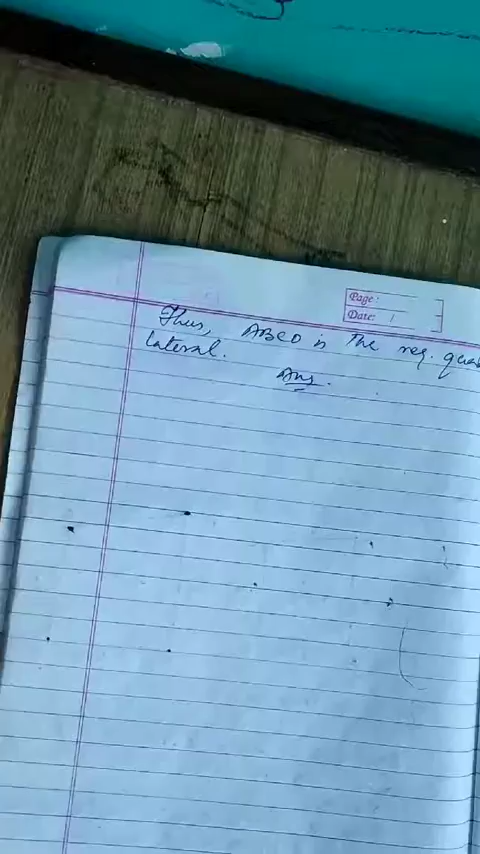 Page:
Date:
Thus, ABCD is the req. quad
lateral.
Ans.